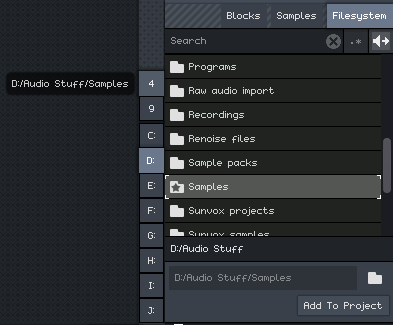 Blocks Samples Filesystem
Search .*
Programs
D:/Audio Stuff/Samples 4 Raw audio import
9 Recordings
C: Renoise files
D: Sample packs
E: Samples
F: Sunvox projects
G: Sunvox samples
D:/Audio Stuff
H:
I: D:/Audio Stuff/Samples
J: Add To Project